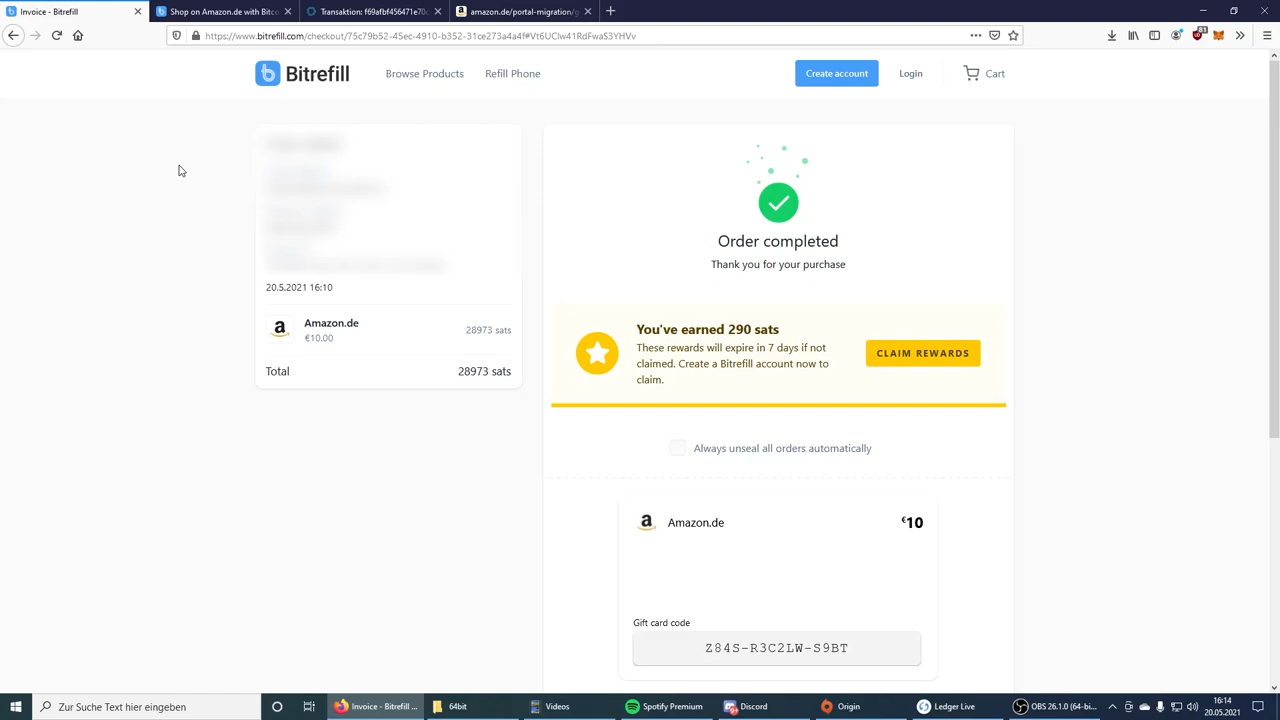 Invoice - Bitrefill
Shop on Amazon.de with Bitco
Transaktion: f69afbf456471e70c
amazon.de/portal-migration/g
https://www.bitrefill.com/checkout/75c79b52-45ec-4910-b352-31ce273a4a4f#Vt6UClw41RdFwaS3YHVv
Bitrefill
Browse Products
Refill Phone
Create account
Login
Cart
20.5.2021 16:10
Amazon.de
€10.00
28973 sats
Total
28973 sats
Order completed
Thank you for your purchase
You've earned 290 sats
These rewards will expire in 7 days if not
claimed. Create a Bitrefill account now to
claim.
CLAIM REWARDS
Always unseal all orders automatically
Amazon.de
€10
Gift card code
Z84S-R3C2LW-S9BT
Zur Suche Text hier eingeben
Invoice - Bitrefill ...
64bit
Videos
Spotify Premium
Discord
Origin
Ledger Live
OBS 26.1.0 (64-bit...
16:14
20.05.2021